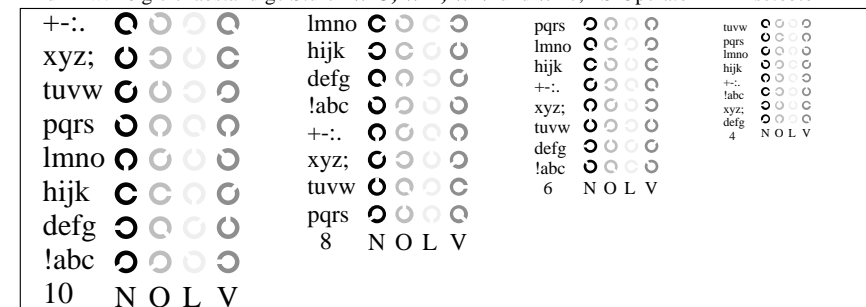 +-:.
xyz;
tuvw
pqrs
lmno
hijk
defg
!abc
10 N O L V
lmno
hijk
defg
!abc
+-:.
xyz;
tuvw
pqrs
8 N O L V
pqrs
lmno
hijk
+-:.
xyz;
tuvw
defg
!abc
6 N O L V
tuvw
pqrs
lmno
hijk
+-:.
!abc
xyz;
defg
4 N O L V